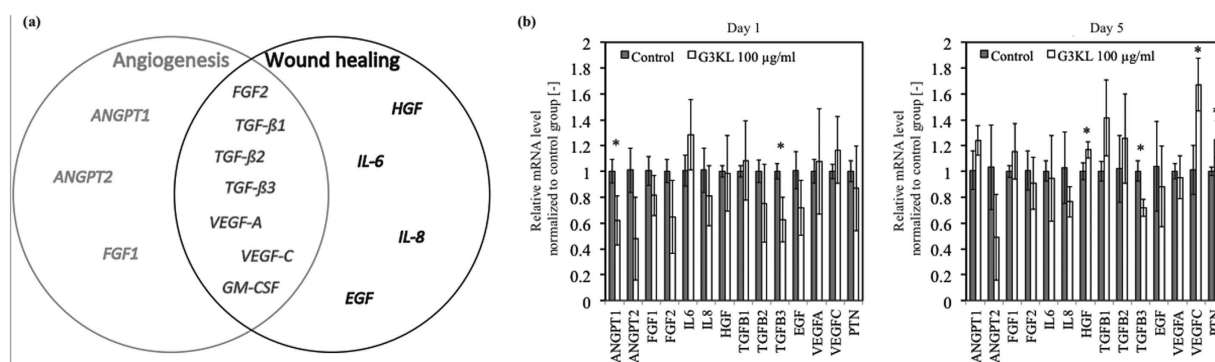 (a)
Angiogenesis
Wound healing
ANGPT1
ANGPT2
FGF1
FGF2
TGF-ß1
TGF-ß2
TGF-ß3
VEGF-A
VEGF-C
GM-CSF
HGF
IL-6
IL-8
EGF
(b)
Day 1
Relative mRNA level
normalized to control group [-]
2
1.8
1.6
1.4
1.2
1
0.8
0.6
0.4
0.2
0
Control
G3KL 100 µg/ml
*
*
ANGPT1
ANGPT2
FGF1
FGF2
IL6
IL8
HGF
TGFB1
TGFB2
TGFB3
EGF
VEGFA
VEGFC
PTN
Day 5
Relative mRNA level
normalized to control group [-]
2
1.8
1.6
1.4
1.2
1
0.8
0.6
0.4
0.2
0
Control
G3KL 100 µg/ml
*
*
*
*
ANGPT1
ANGPT2
FGF1
FGF2
IL6
IL8
HGF
TGFB1
TGFB2
TGFB3
EGF
VEGFA
VEGFC
PTN